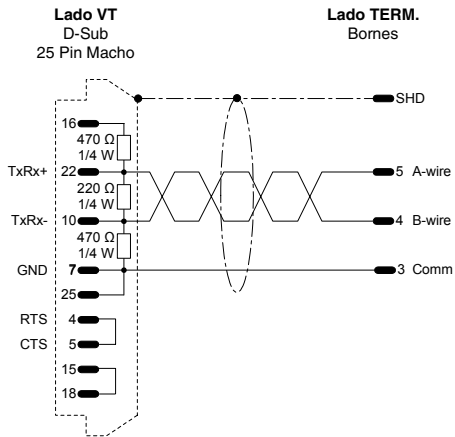 Lado VT
D-Sub
25 Pin Macho
Lado TERM.
Bornes
SHD
16
470 Ω
1/4 W
TxRx+ 22
5 A-wire
220 Ω
1/4 W
TxRx- 10
4 B-wire
470 Ω
1/4 W
GND 7
3 Comm
25
RTS 4
CTS 5
15
18